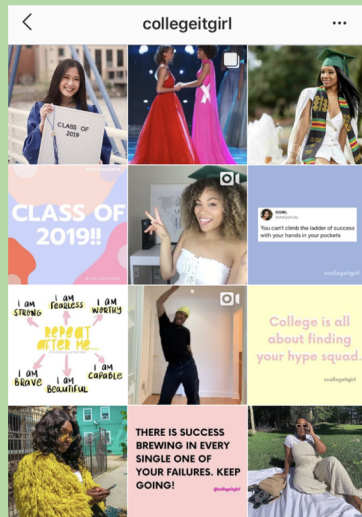 collegeitgirl
CLASS OF
2019
CLASS OF
2019!!
You can't climb the ladder of success
with your hands in your pockets
@collegeitgirl
I AM
STRONG
I AM
FEARLESS
I AM
WORTHY
REPEAT
AFTER ME...
I AM
BRAVE
I AM
BEAUTIFUL
I AM
CAPABLE
College is all
about finding
your hype squad.
@collegeitgirl
THERE IS SUCCESS
BREWING IN EVERY
SINGLE ONE OF
YOUR FAILURES. KEEP
GOING!
@collegeitgirl